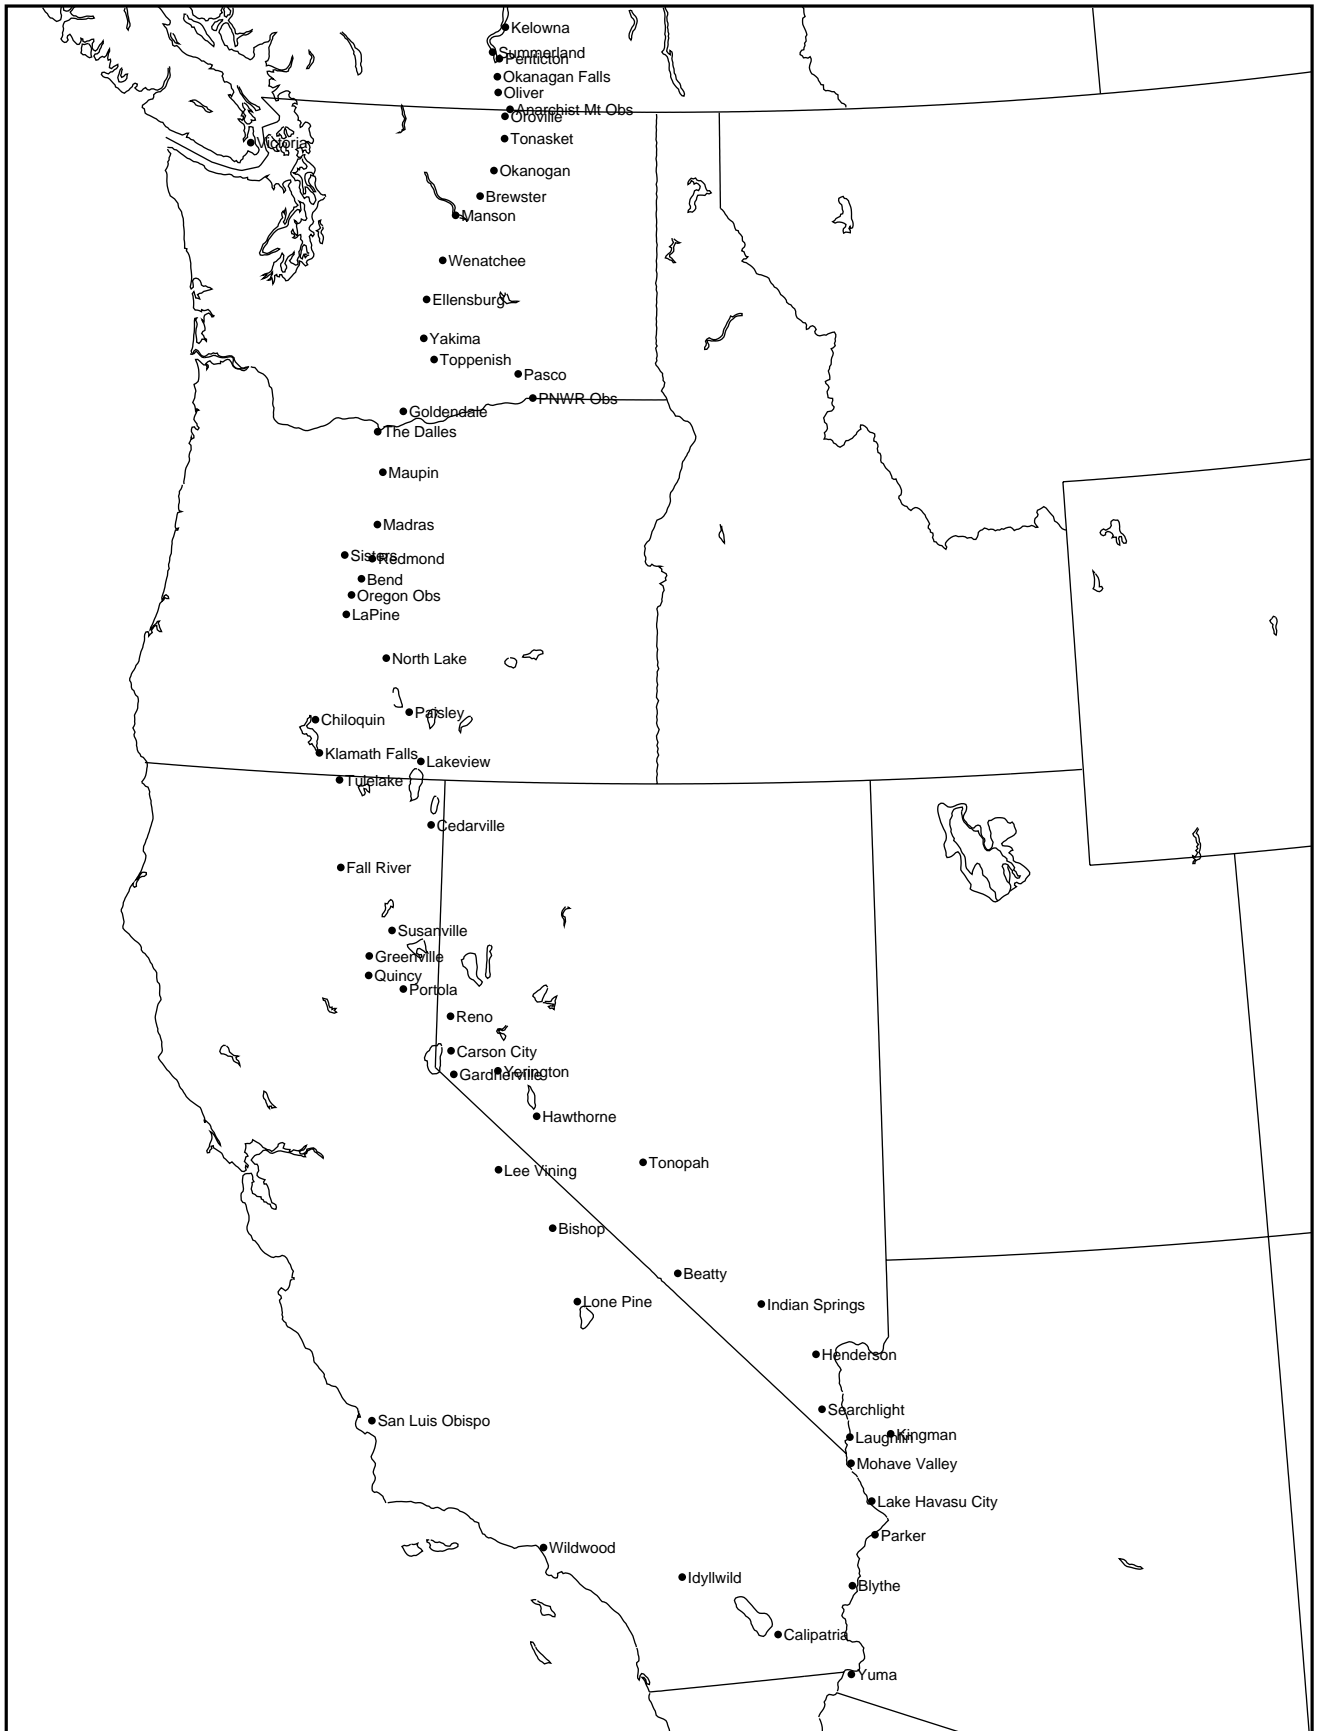 Kelowna
Summerland
Penticton
Okanagan Falls
Oliver
Anarchist Mt Obs
Oroville
Tonasket
Victoria
Okanogan
Brewster
Manson
Wenatchee
Ellensburg
Yakima
Toppenish
Pasco
PNWR Obs
Goldendale
The Dalles
Maupin
Madras
Sisters
Redmond
Bend
Oregon Obs
LaPine
North Lake
Paisley
Chiloquin
Klamath Falls
Lakeview
Tulelake
Cedarville
Fall River
Susanville
Greenville
Quincy
Portola
Reno
Carson City
Yerington
Gardnerville
Hawthorne
Tonopah
Lee Vining
Bishop
Beatty
Lone Pine
Indian Springs
Henderson
Searchlight
San Luis Obispo
Kingman
Laughlin
Mohave Valley
Lake Havasu City
Parker
Wildwood
Idyllwild
Blythe
Calipatria
Yuma